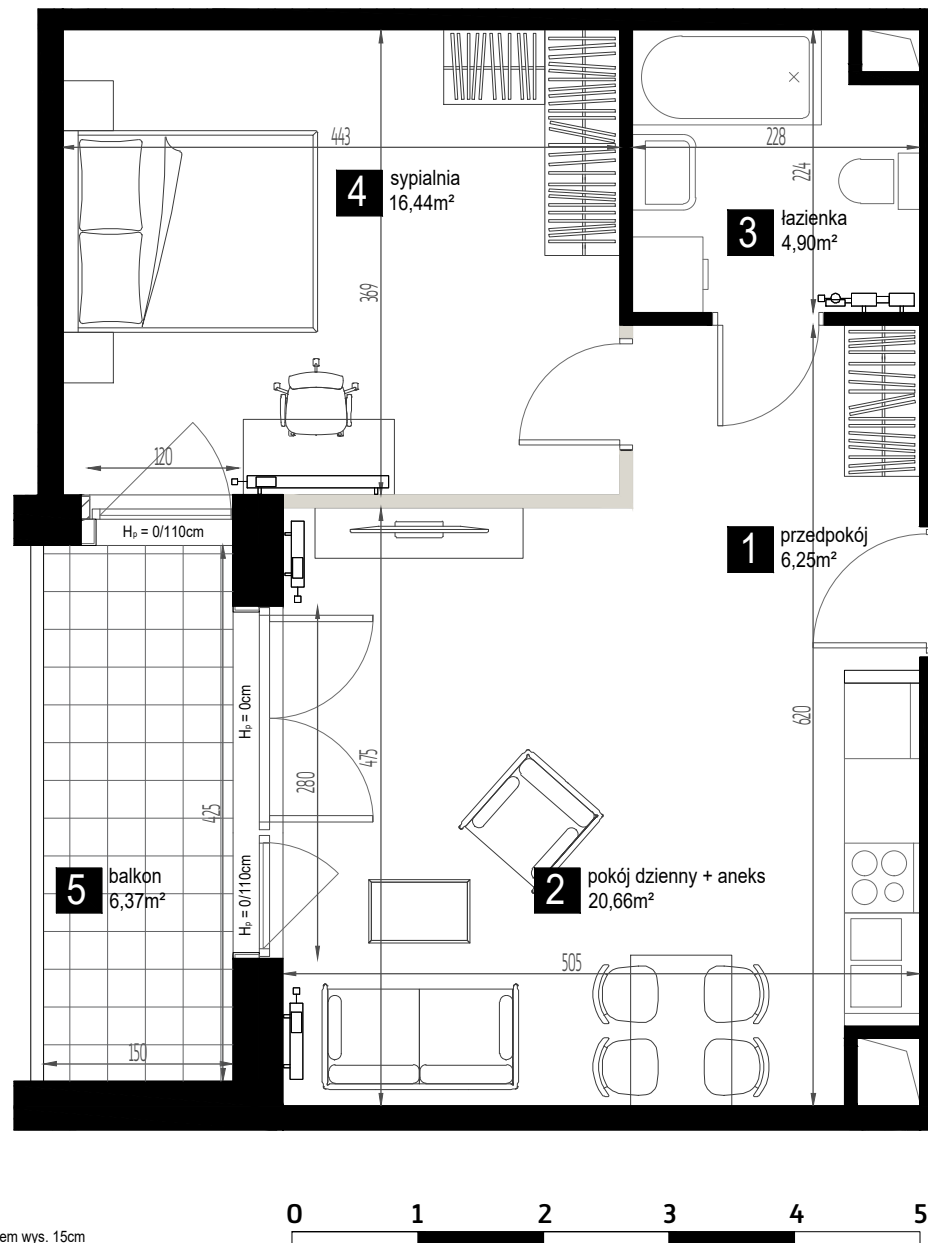 443
4 sypialnia
16,44m²
369
120
228
224
3 łazienka
4,90m²
Hₚ = 0/110cm
1 przedpokój
6,25m²
620
Hₚ = 0cm
280
475
425
Hₚ = 0/110cm
5 balkon
6,37m²
2 pokój dzienny + aneks
20,66m²
505
150
0 1 2 3 4 5
em wys. 15cm